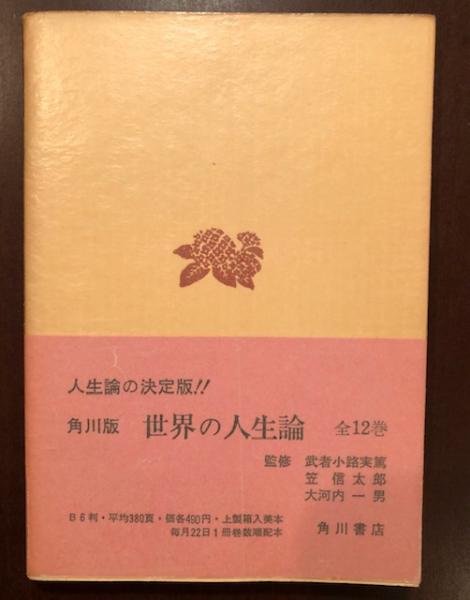 人生論の決定版!!
角川版 世界の人生論 全12巻
監修 武者小路実篤
笠信太郎
大河内一男
B6判・平均380頁・価各490円・上製箱入美本
毎月22日1冊巻数順配本 角川書店